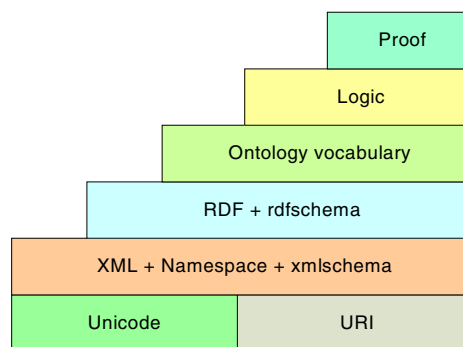 Proof
Logic
Ontology vocabulary
RDF + rdfschema
XML + Namespace + xmlschema
Unicode
URI